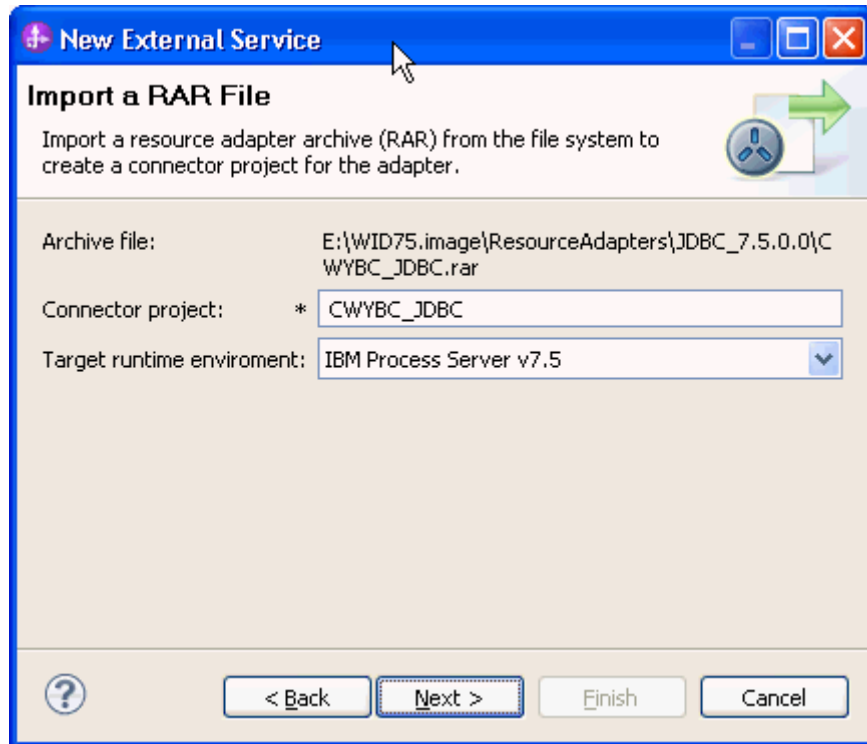 New External Service
Import a RAR File
Import a resource adapter archive (RAR) from the file system to
create a connector project for the adapter.
Archive file: E:\WID75.image\ResourceAdapters\JDBC_7.5.0.0\C
WYBC_JDBC.rar
Connector project: * CWYBC_JDBC
Target runtime enviroment: IBM Process Server v7.5
? < Back Next > Finish Cancel